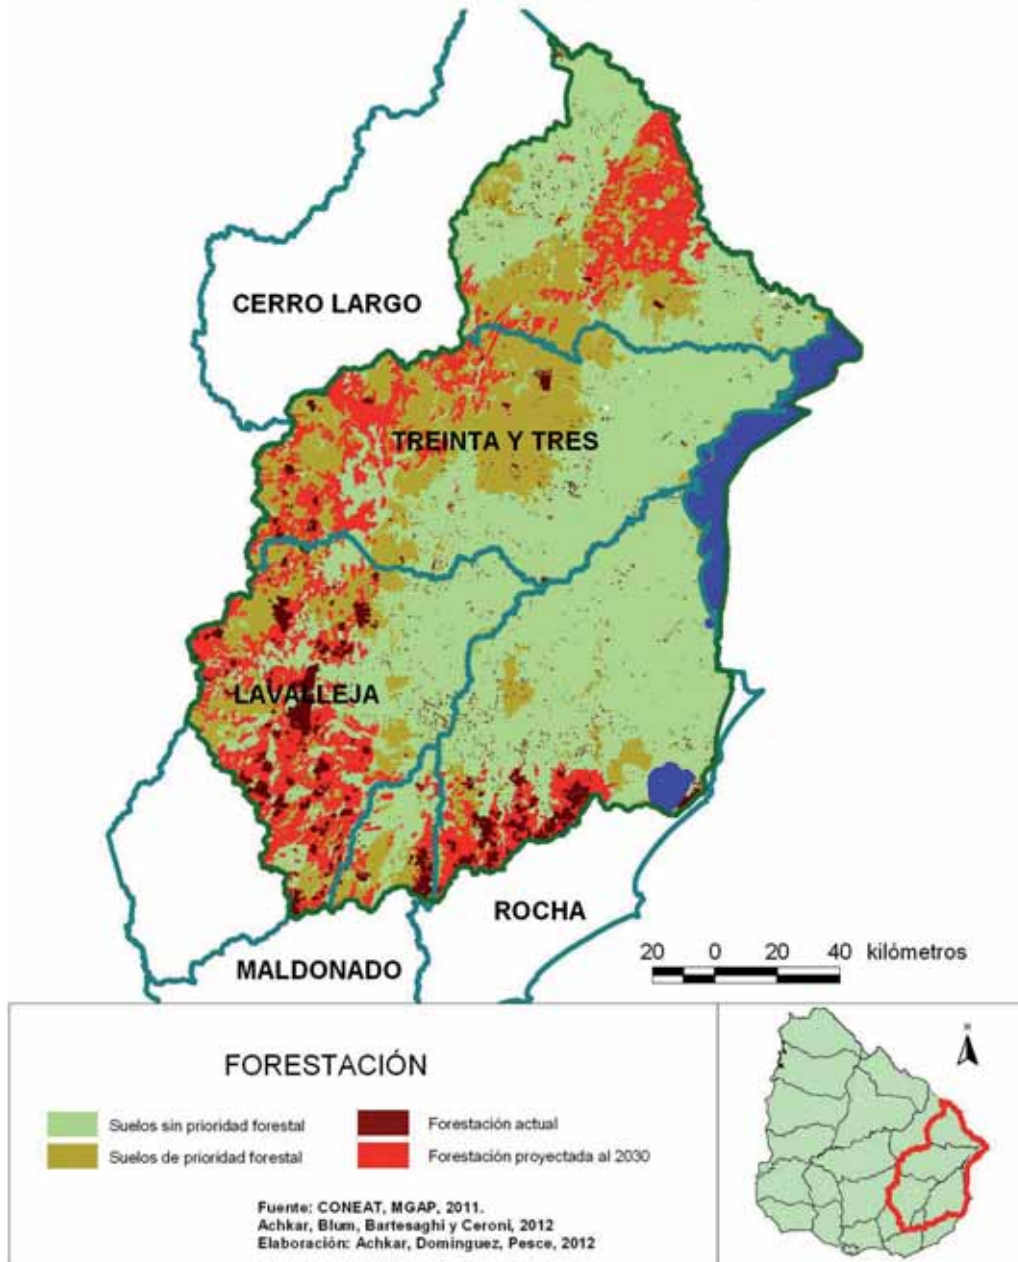 CERRO LARGO
TREINTA Y TRES
LAVALLEJA
ROCHA
MALDONADO
20 0 20 40 kilómetros
FORESTACIÓN
Suelos sin prioridad forestal
Suelos de prioridad forestal
Forestación actual
Forestación proyectada al 2030
Fuente: CONEAT, MGAP, 2011.
Achkar, Blum, Bartesaghi y Ceroni, 2012
Elaboración: Achkar, Dominguez, Pesce, 2012